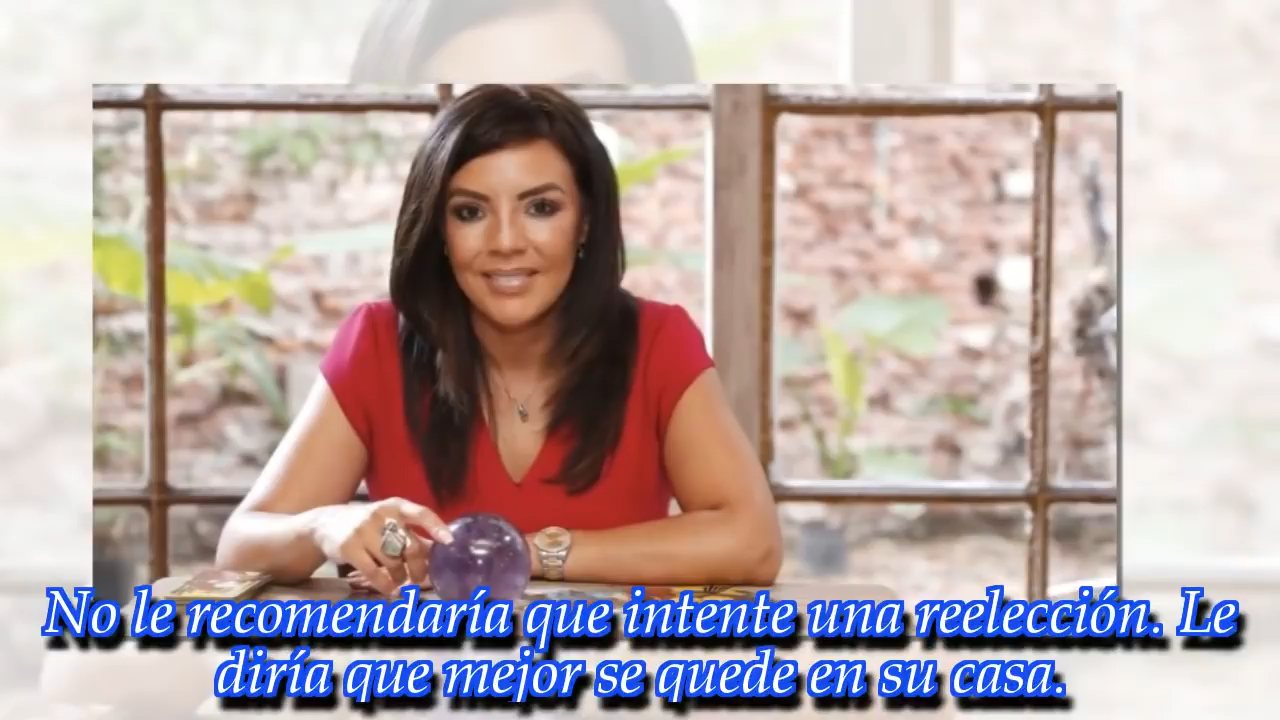 No le recomendaría que intente una reelección. Le
diría que mejor se quede en su casa.